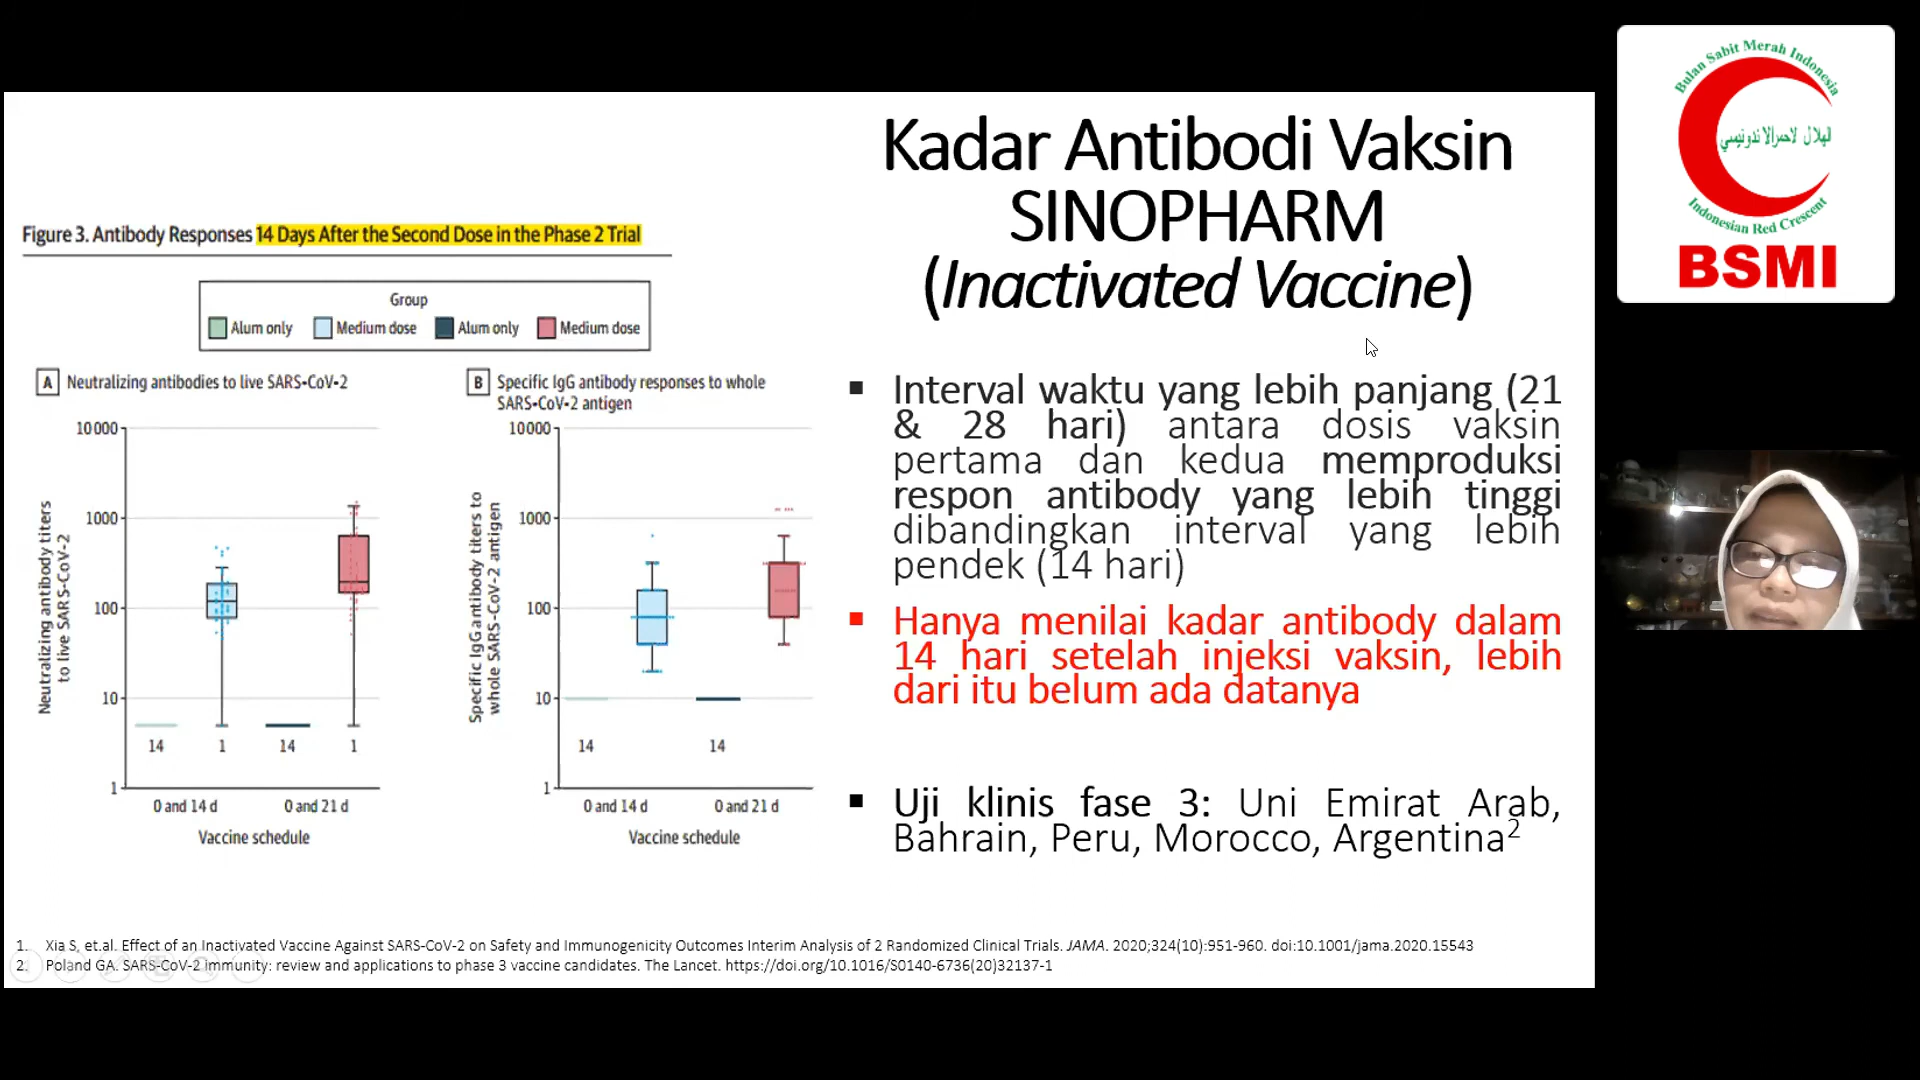 Kadar Antibodi Vaksin
SINOPHARM
(Inactivated Vaccine)
Figure 3. Antibody Responses 14 Days After the Second Dose in the Phase 2 Trial
Group
Alum only Medium dose Alum only Medium dose
A Neutralizing antibodies to live SARS-CoV-2
Neutralizing antibody titers
to live SARS-CoV-2
10000
1000
100
10
1
14 1 14 1
0 and 14 d 0 and 21 d
Vaccine schedule
B Specific IgG antibody responses to whole
SARS-CoV-2 antigen
Specific IgG antibody titers to
whole SARS-CoV-2 antigen
10000
1000
100
10
1
14 14
0 and 14 d 0 and 21 d
Vaccine schedule
▪ Interval waktu yang lebih panjang (21
& 28 hari) antara dosis vaksin
pertama dan kedua memproduksi
respon antibody yang lebih tinggi
dibandingkan interval yang lebih
pendek (14 hari)
▪ Hanya menilai kadar antibody dalam
14 hari setelah injeksi vaksin, lebih
dari itu belum ada datanya
▪ Uji klinis fase 3: Uni Emirat Arab,
Bahrain, Peru, Morocco, Argentina2
1. Xia S, et.al. Effect of an Inactivated Vaccine Against SARS-CoV-2 on Safety and Immunogenicity Outcomes Interim Analysis of 2 Randomized Clinical Trials. JAMA. 2020;324(10):951-960. doi:10.1001/jama.2020.15543
2. Poland GA. SARS-CoV-2 immunity: review and applications to phase 3 vaccine candidates. The Lancet. https://doi.org/10.1016/S0140-6736(20)32137-1
Bulan Sabit Merah Indonesia
Indonesian Red Crescent
BSMI